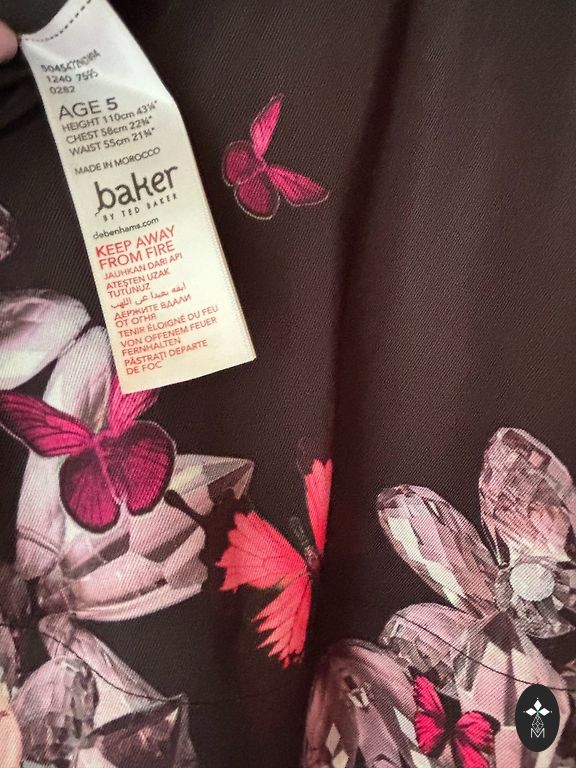 1240 7595
0282
AGE 5
HEIGHT 110cm 43¼"
CHEST 58cm 22¾"
WAIST 55cm 21¾"
MADE IN MOROCCO
baker
BY TED BAKER
debenhams.com
KEEP AWAY
FROM FIRE
JAUHKAN DARI API
ATEŞTEN UZAK
TUTUNUZ
ابقه بعيدا عن اللهب
ДЕРЖИТЕ ВДАЛИ
ОТ ОГНЯ
TENIR ÉLOIGNÉ DU FEU
VON OFFENEM FEUER
FERNHALTEN
PĂSTRAȚI DEPARTE
DE FOC
M